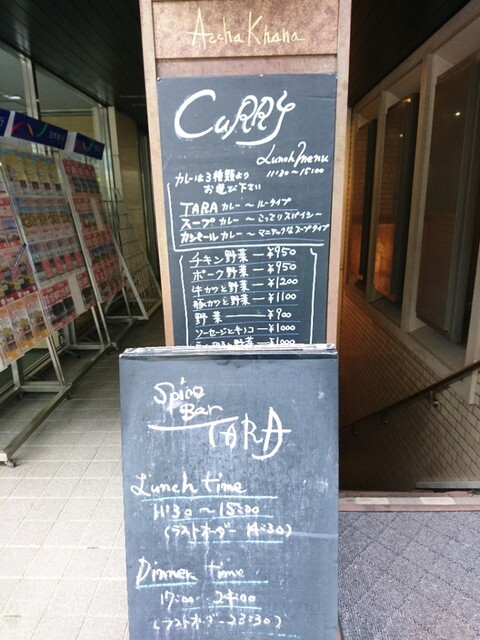 Accha Khana
CURRY
Lunch menu
11:30〜15:00
カレーは3種類より
お選び下さい
TARA カレー 〜 ルータイプ
スープカレー 〜 こってりスパイシー
カシミールカレー 〜 マニアックなスープタイプ
チキン野菜 ー ¥950
ポーク野菜 ー ¥950
牛カツと野菜 ー ¥1200
豚カツと野菜 ー ¥1100
野菜 ー ¥900
ソーセージとキノコ ー ¥1000
野菜 ー ¥1000
Spice
Bar
TARA
Lunch time
11:30 〜 15:00
(ラストオーダー 14:30)
Dinner time
17:00 24:00
(ラストオーダー 23:30)